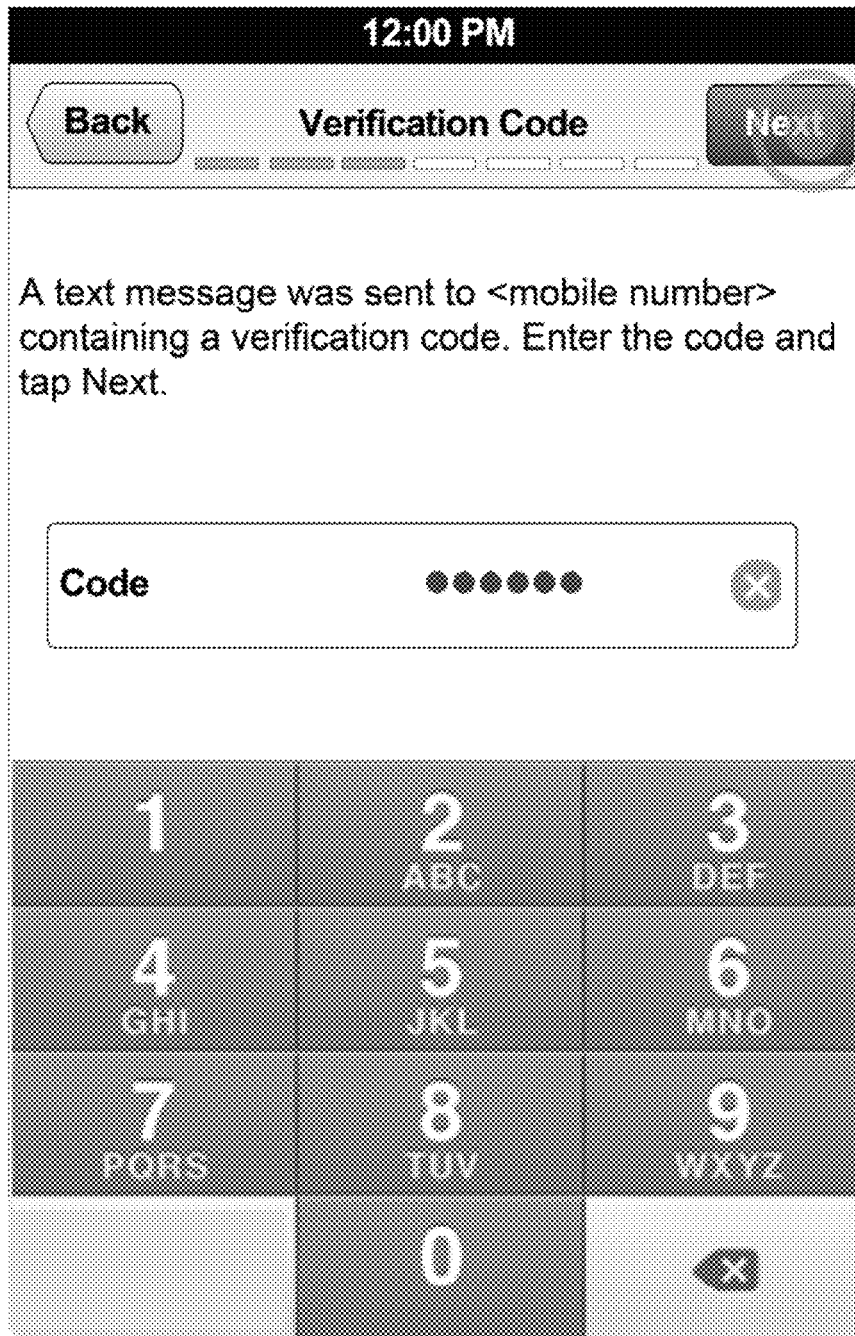 12:00 PM
Back Verification Code Next
A text message was sent to <mobile number>
containing a verification code. Enter the code and
tap Next.
Code ●●●●●●
1 2 3
ABC DEF
4 5 6
GHI JKL MNO
7 8 9
PQRS TUV WXYZ
0